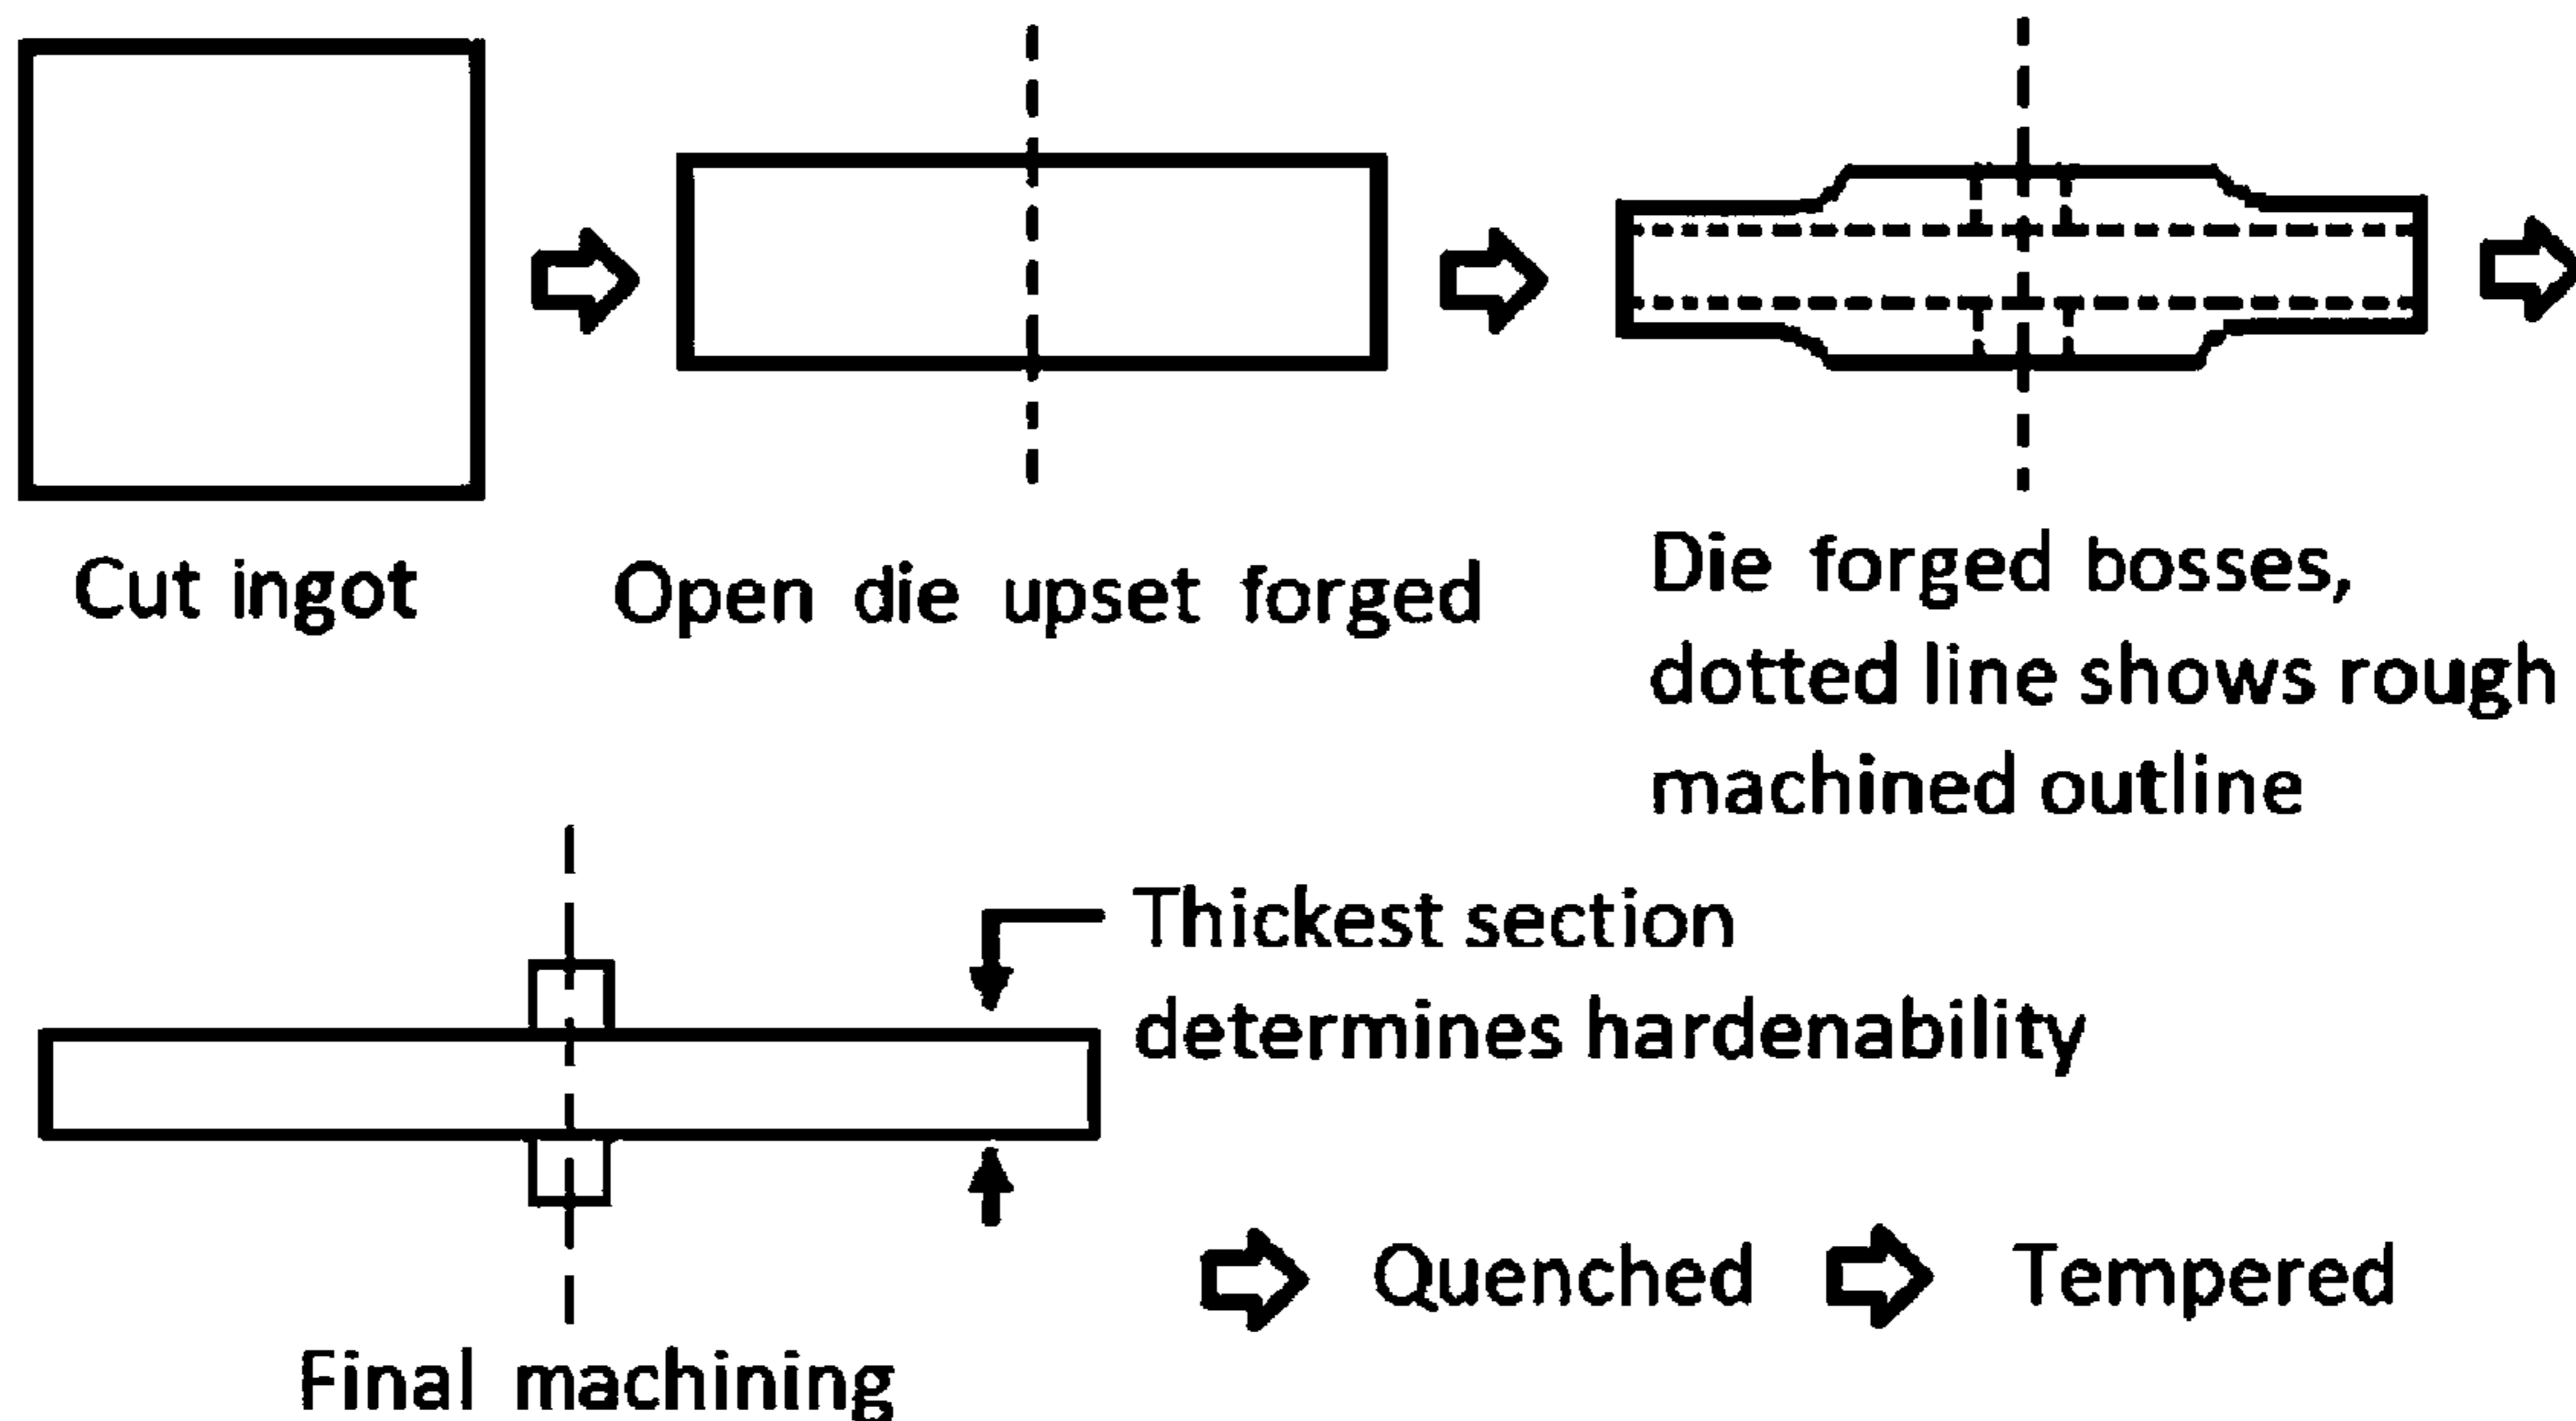 Cut ingot
Open die upset forged
Die forged bosses,
dotted line shows rough
machined outline
Thickest section
determines hardenability
Quenched
Tempered
Final machining